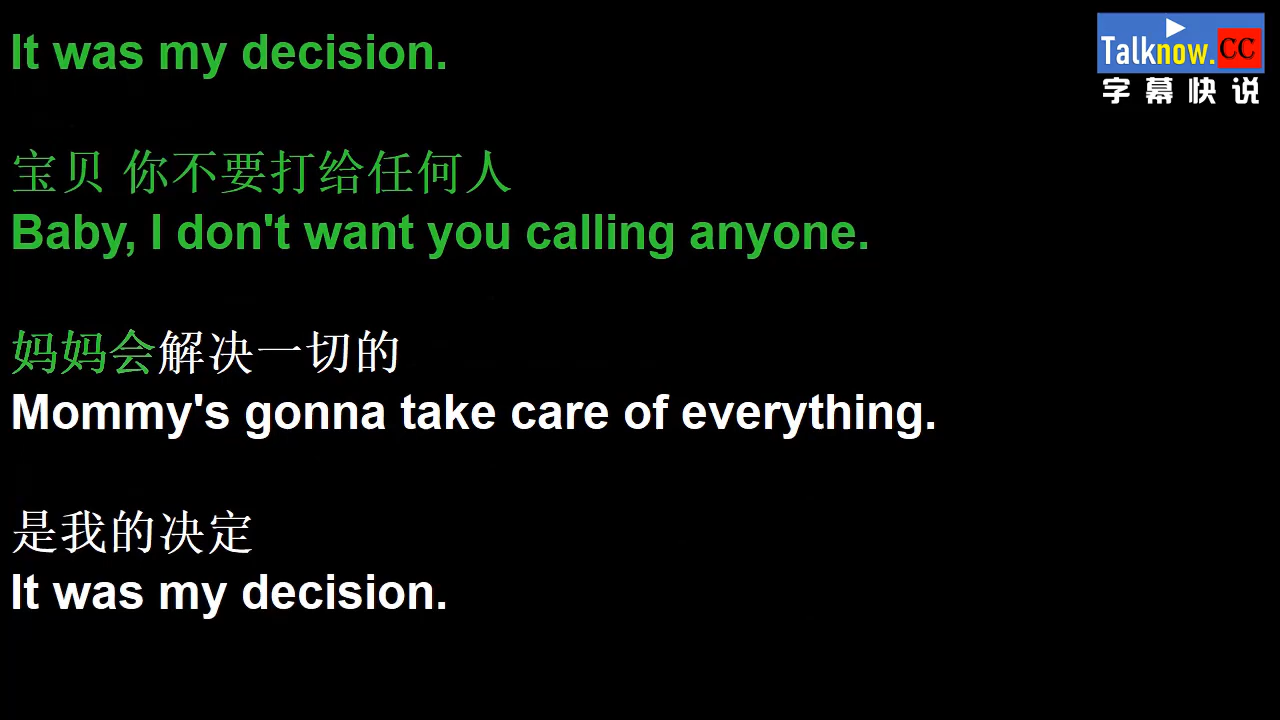 It was my decision.
Talknow.CC
字幕快说
宝贝 你不要打给任何人
Baby, I don't want you calling anyone.
妈妈会解决一切的
Mommy's gonna take care of everything.
是我的决定
It was my decision.